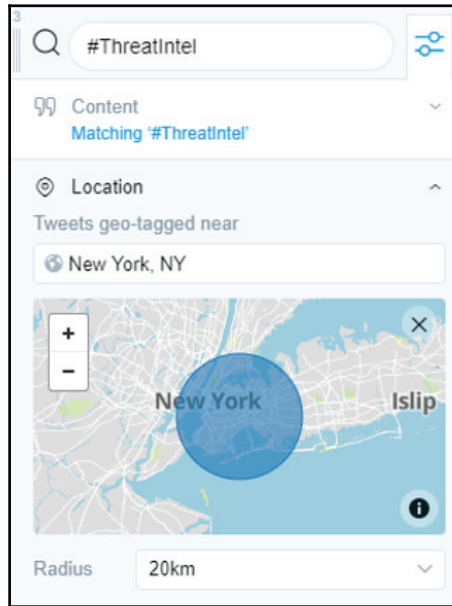 3
#ThreatIntel
Content
Matching '#ThreatIntel'
Location
Tweets geo-tagged near
New York, NY
+
−
New York
Islip
Radius
20km